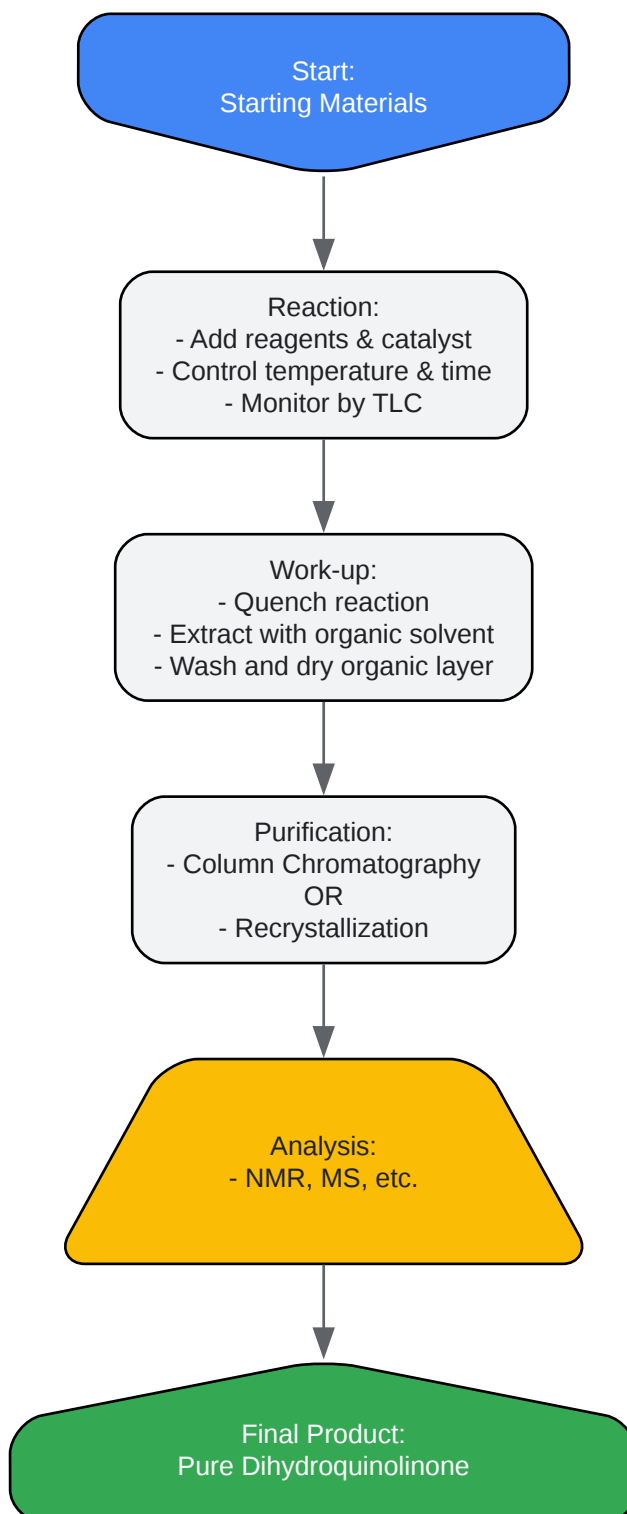 Start:
Starting Materials
Reaction:
- Add reagents & catalyst
- Control temperature & time
- Monitor by TLC
Work-up:
- Quench reaction
- Extract with organic solvent
- Wash and dry organic layer
Purification:
- Column Chromatography
OR
- Recrystallization
Analysis:
- NMR, MS, etc.
Final Product:
Pure Dihydroquinolinone